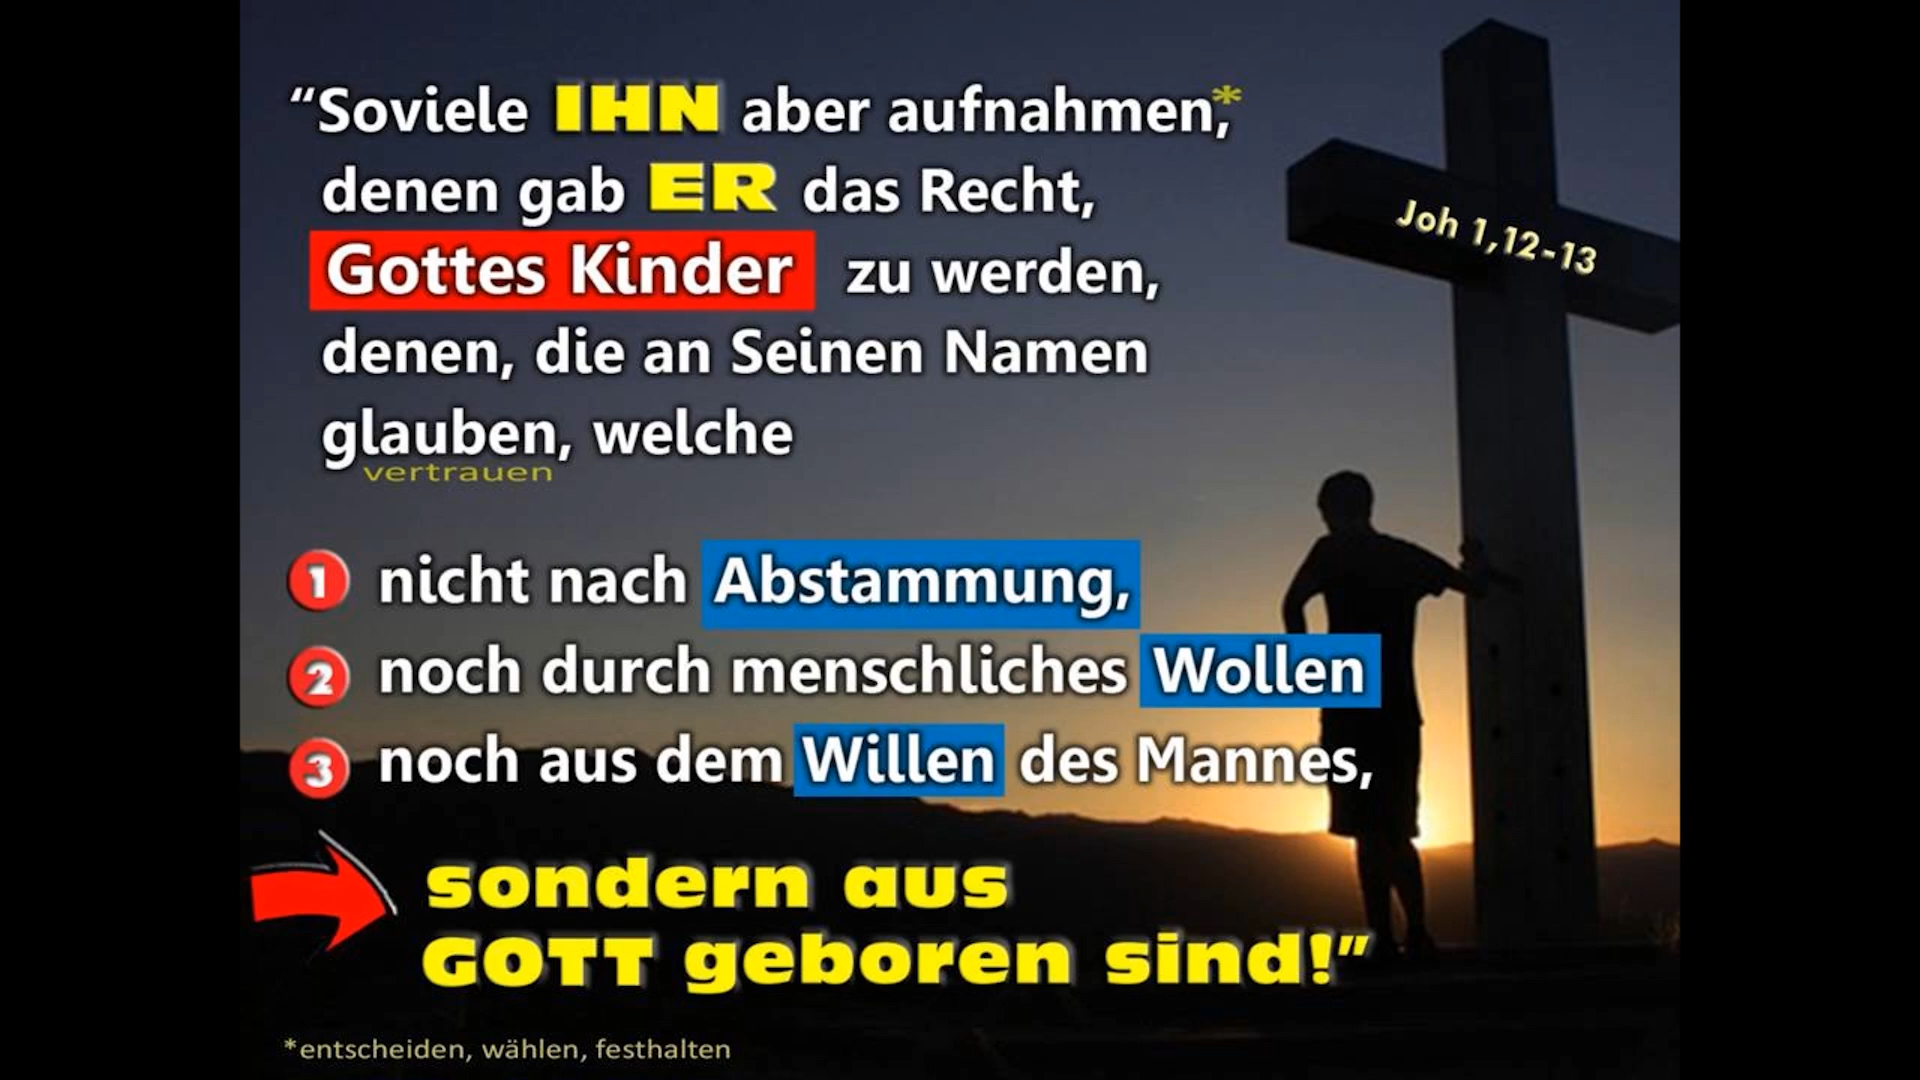 “Soviele IHN aber aufnahmen,*
denen gab ER das Recht,
Gottes Kinder zu werden,
denen, die an Seinen Namen
glauben, welche
vertrauen
1 nicht nach Abstammung,
2 noch durch menschliches Wollen
3 noch aus dem Willen des Mannes,
sondern aus
GOTT geboren sind!”
*entscheiden, wählen, festhalten
Joh 1,12-13